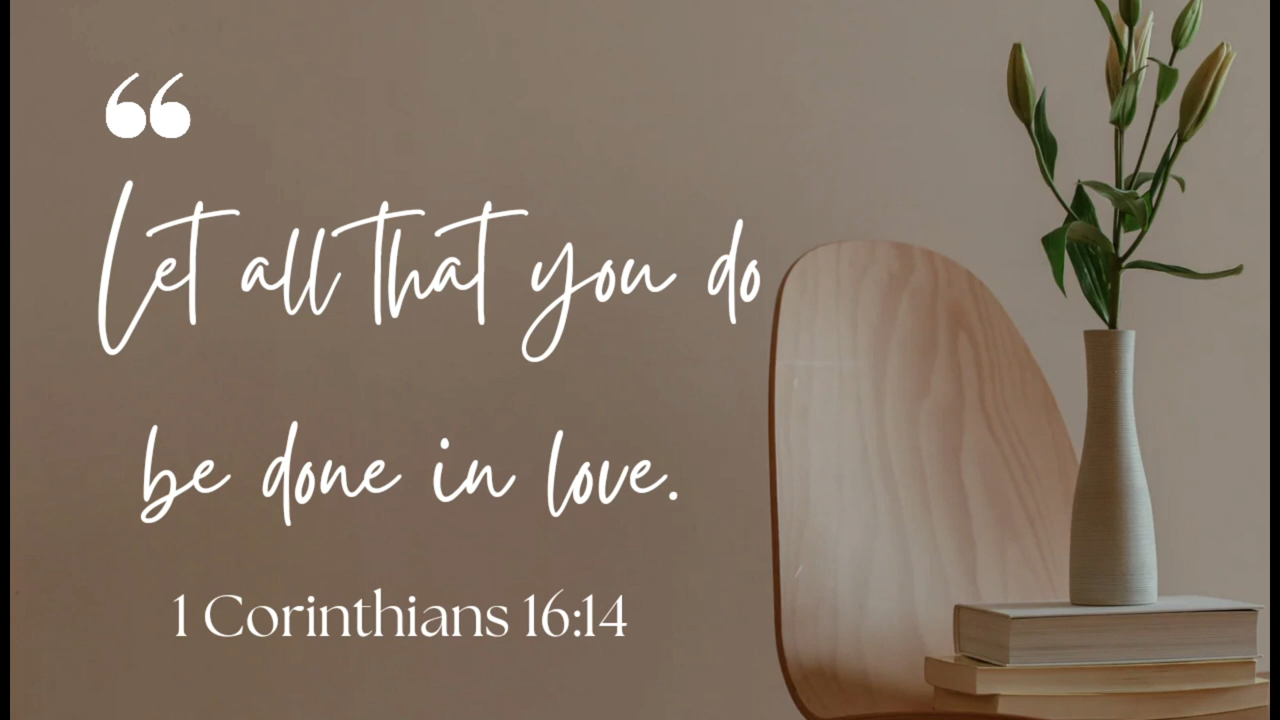 “
Let all that you do
be done in love.
1 Corinthians 16:14